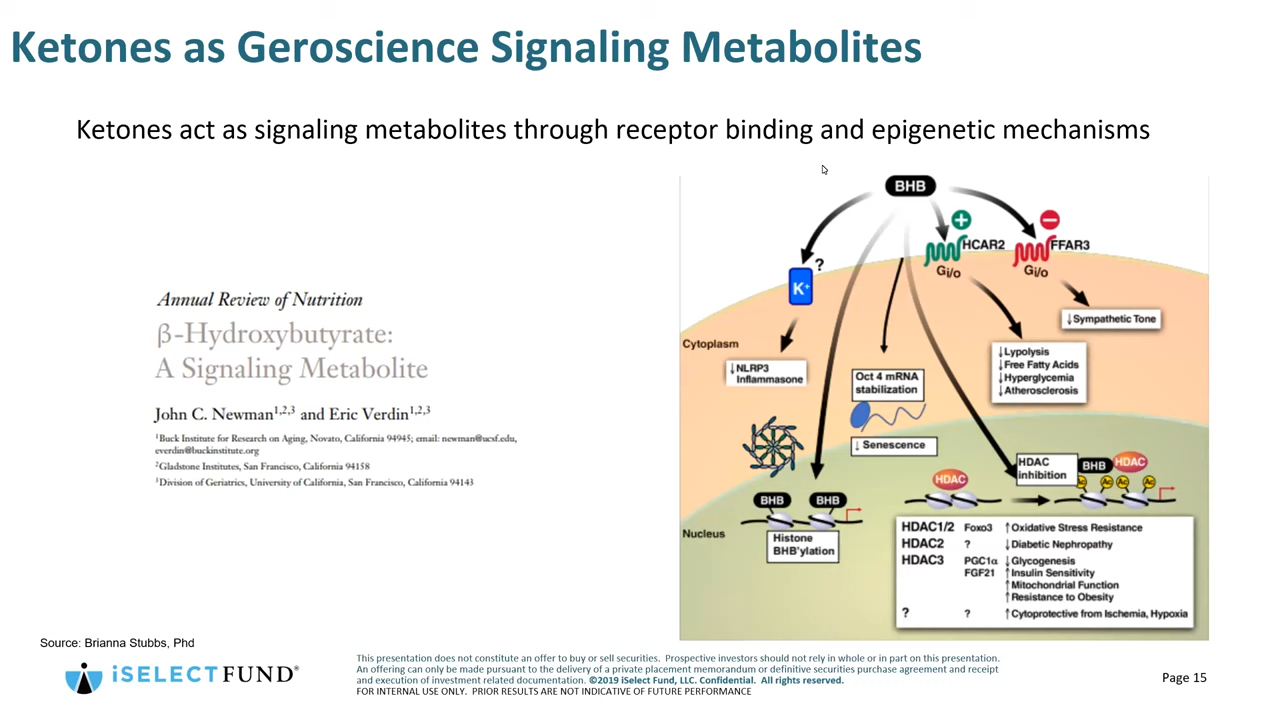 Ketones as Geroscience Signaling Metabolites
Ketones act as signaling metabolites through receptor binding and epigenetic mechanisms
Annual Review of Nutrition
β-Hydroxybutyrate:
A Signaling Metabolite
John C. Newman1,2,3 and Eric Verdin1,2,3
1Buck Institute for Research on Aging, Novato, California 94945; email: newman@ucsf.edu,
everdin@buckinstitute.org
2Gladstone Institutes, San Francisco, California 94158
3Division of Geriatrics, University of California, San Francisco, California 94143
BHB
+
−
HCAR2
FFAR3
Gi/o
Gi/o
?
K+
↓Sympathetic Tone
Cytoplasm
↓NLRP3
Inflammasone
Oct 4 mRNA
stabilization
↓Lypolysis
↓Free Fatty Acids
↓Hyperglycemia
↓Atherosclerosis
↓ Senescence
HDAC
HDAC
inhibition
BHB
HDAC
Ac
Ac
Ac
Ac
BHB
BHB
Nucleus
Histone
BHB'ylation
HDAC1/2 Foxo3 ↑Oxidative Stress Resistance
HDAC2 ? ↓Diabetic Nephropathy
HDAC3 PGC1α ↓Glycogenesis
FGF21 ↑Insulin Sensitivity
↑Mitochondrial Function
↑Resistance to Obesity
? ? ↑Cytoprotective from Ischemia, Hypoxia
Source: Brianna Stubbs, Phd
iSELECTFUND®
This presentation does not constitute an offer to buy or sell securities. Prospective investors should not rely in whole or in part on this presentation.
An offering can only be made pursuant to the delivery of a private placement memorandum or definitive securities purchase agreement and receipt
and execution of investment related documentation. ©2019 iSelect Fund, LLC. Confidential. All rights reserved.
FOR INTERNAL USE ONLY. PRIOR RESULTS ARE NOT INDICATIVE OF FUTURE PERFORMANCE
Page 15